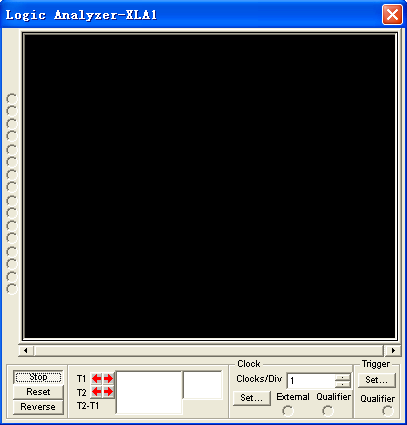 Logic Analyzer-XLA1
Stop
Reset
Reverse
T1
T2
T2-T1
Clock
Clocks/Div 1
Set... External Qualifier
Trigger
Set...
Qualifier